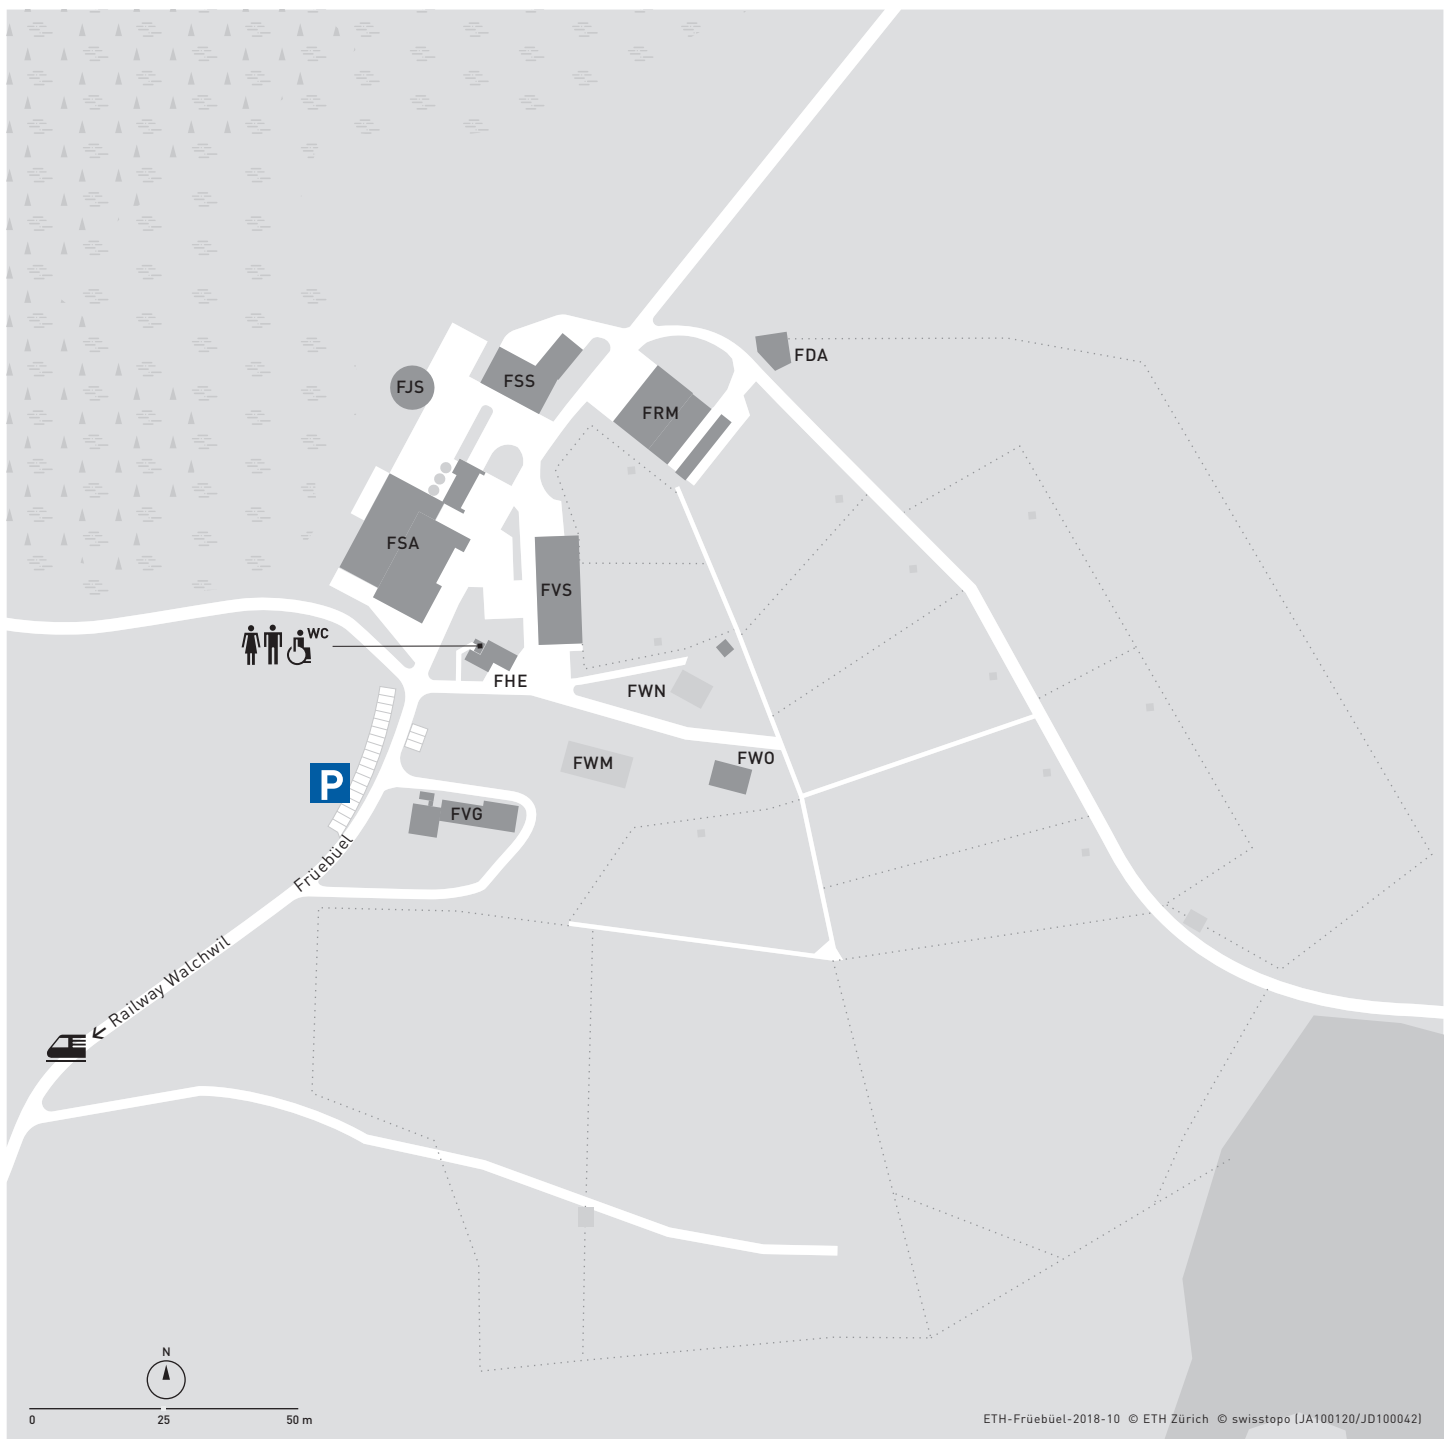 FDA
FSS
FJS
FRM
FSA
FVS
WC
FHE
FWN
FWO
FWM
P
FVG
Früebüel
← Railway Walchwil
N
0 25 50 m
ETH-Früebüel-2018-10 © ETH Zürich © swisstopo (JA100120/JD100042)